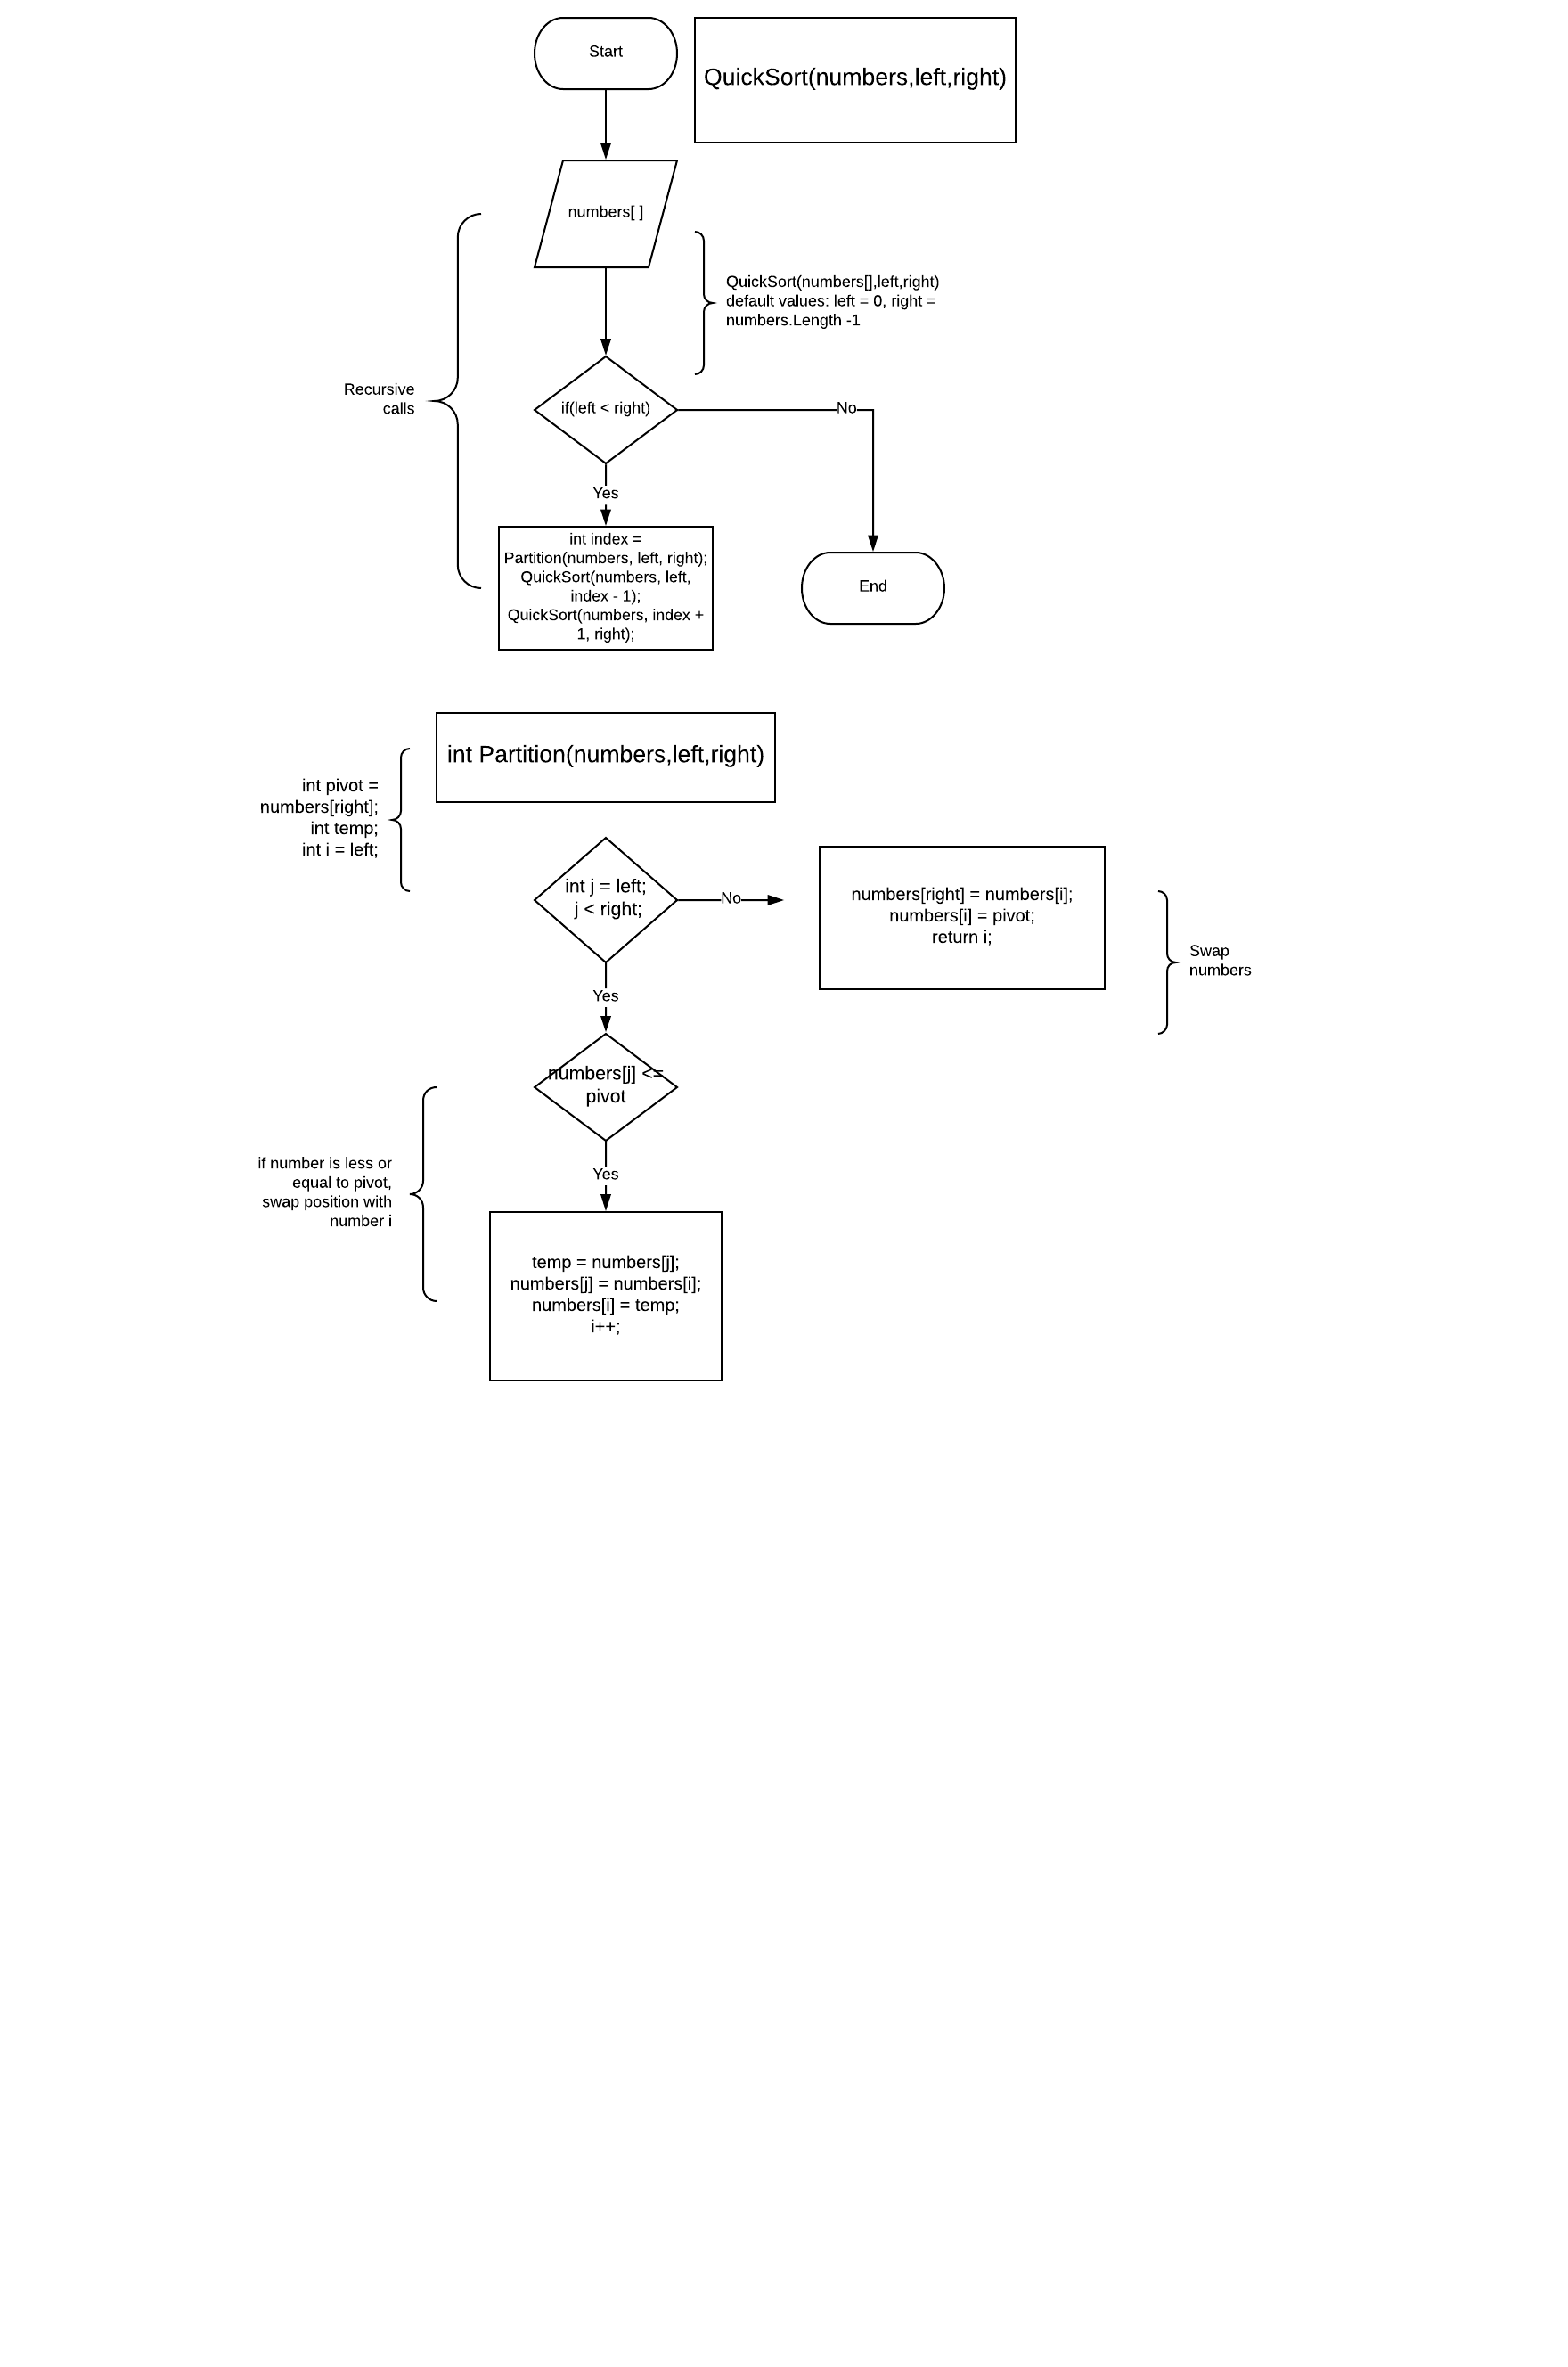 Start
QuickSort(numbers,left,right)
numbers[ ]
QuickSort(numbers[],left,right)
default values: left = 0, right =
numbers.Length -1
Recursive
calls
if(left < right)
No
Yes
int index =
Partition(numbers, left, right);
QuickSort(numbers, left,
index - 1);
QuickSort(numbers, index +
1, right);
End
int Partition(numbers,left,right)
int pivot =
numbers[right];
int temp;
int i = left;
int j = left;
j < right;
No
numbers[right] = numbers[i];
numbers[i] = pivot;
return i;
Swap
numbers
Yes
numbers[j] <=
pivot
Yes
if number is less or
equal to pivot,
swap position with
number i
temp = numbers[j];
numbers[j] = numbers[i];
numbers[i] = temp;
i++;